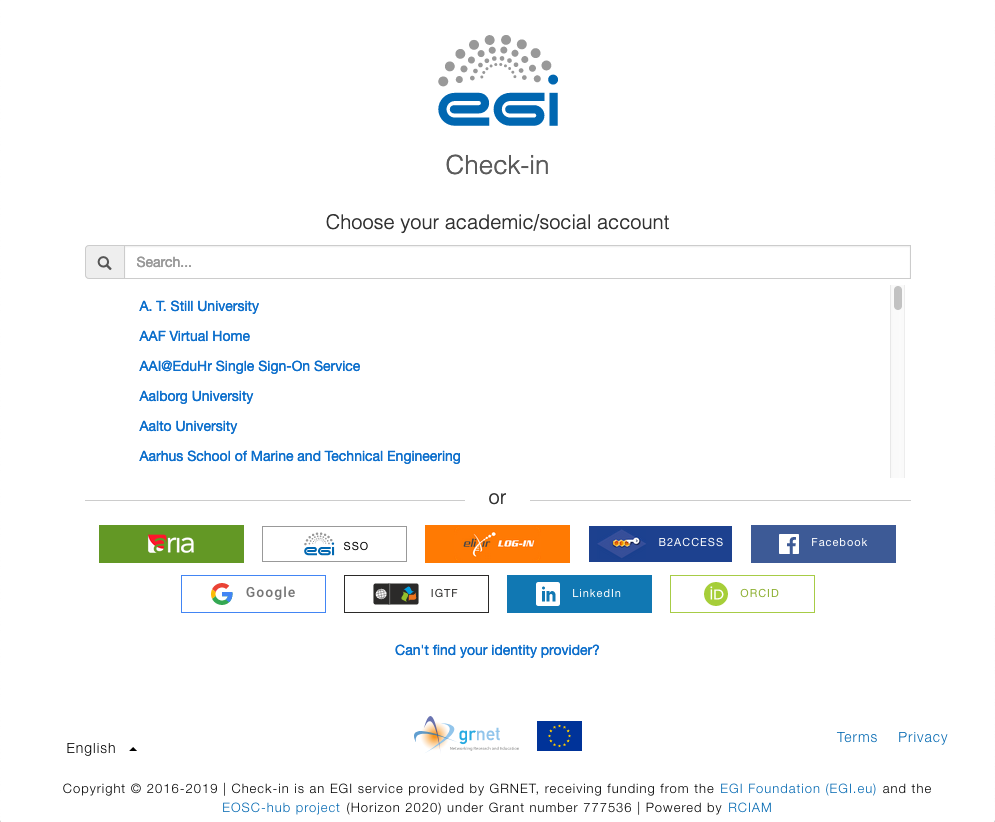 egi
Check-in
Choose your academic/social account
Search...
A. T. Still University
AAF Virtual Home
AAI@EduHr Single Sign-On Service
Aalborg University
Aalto University
Aarhus School of Marine and Technical Engineering
or
aria
egi SSO
elixir LOG-IN
B2ACCESS
Facebook
Google
IGTF
in LinkedIn
iD ORCID
Can't find your identity provider?
English
grnet
Networking Research and Education
Terms Privacy
Copyright © 2016-2019 | Check-in is an EGI service provided by GRNET, receiving funding from the EGI Foundation (EGI.eu) and the
EOSC-hub project (Horizon 2020) under Grant number 777536 | Powered by RCIAM